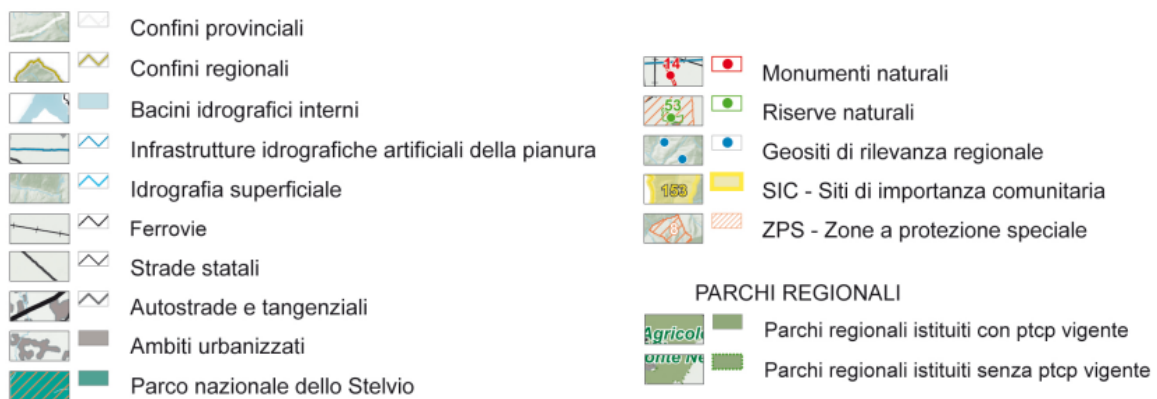 Confini provinciali
Confini regionali
Bacini idrografici interni
Infrastrutture idrografiche artificiali della pianura
Idrografia superficiale
Ferrovie
Strade statali
Autostrade e tangenziali
Ambiti urbanizzati
Parco nazionale dello Stelvio
14
Monumenti naturali
53
Riserve naturali
Geositi di rilevanza regionale
153
SIC - Siti di importanza comunitaria
8
ZPS - Zone a protezione speciale
PARCHI REGIONALI
Agricol
Parchi regionali istituiti con ptcp vigente
Parchi regionali istituiti senza ptcp vigente